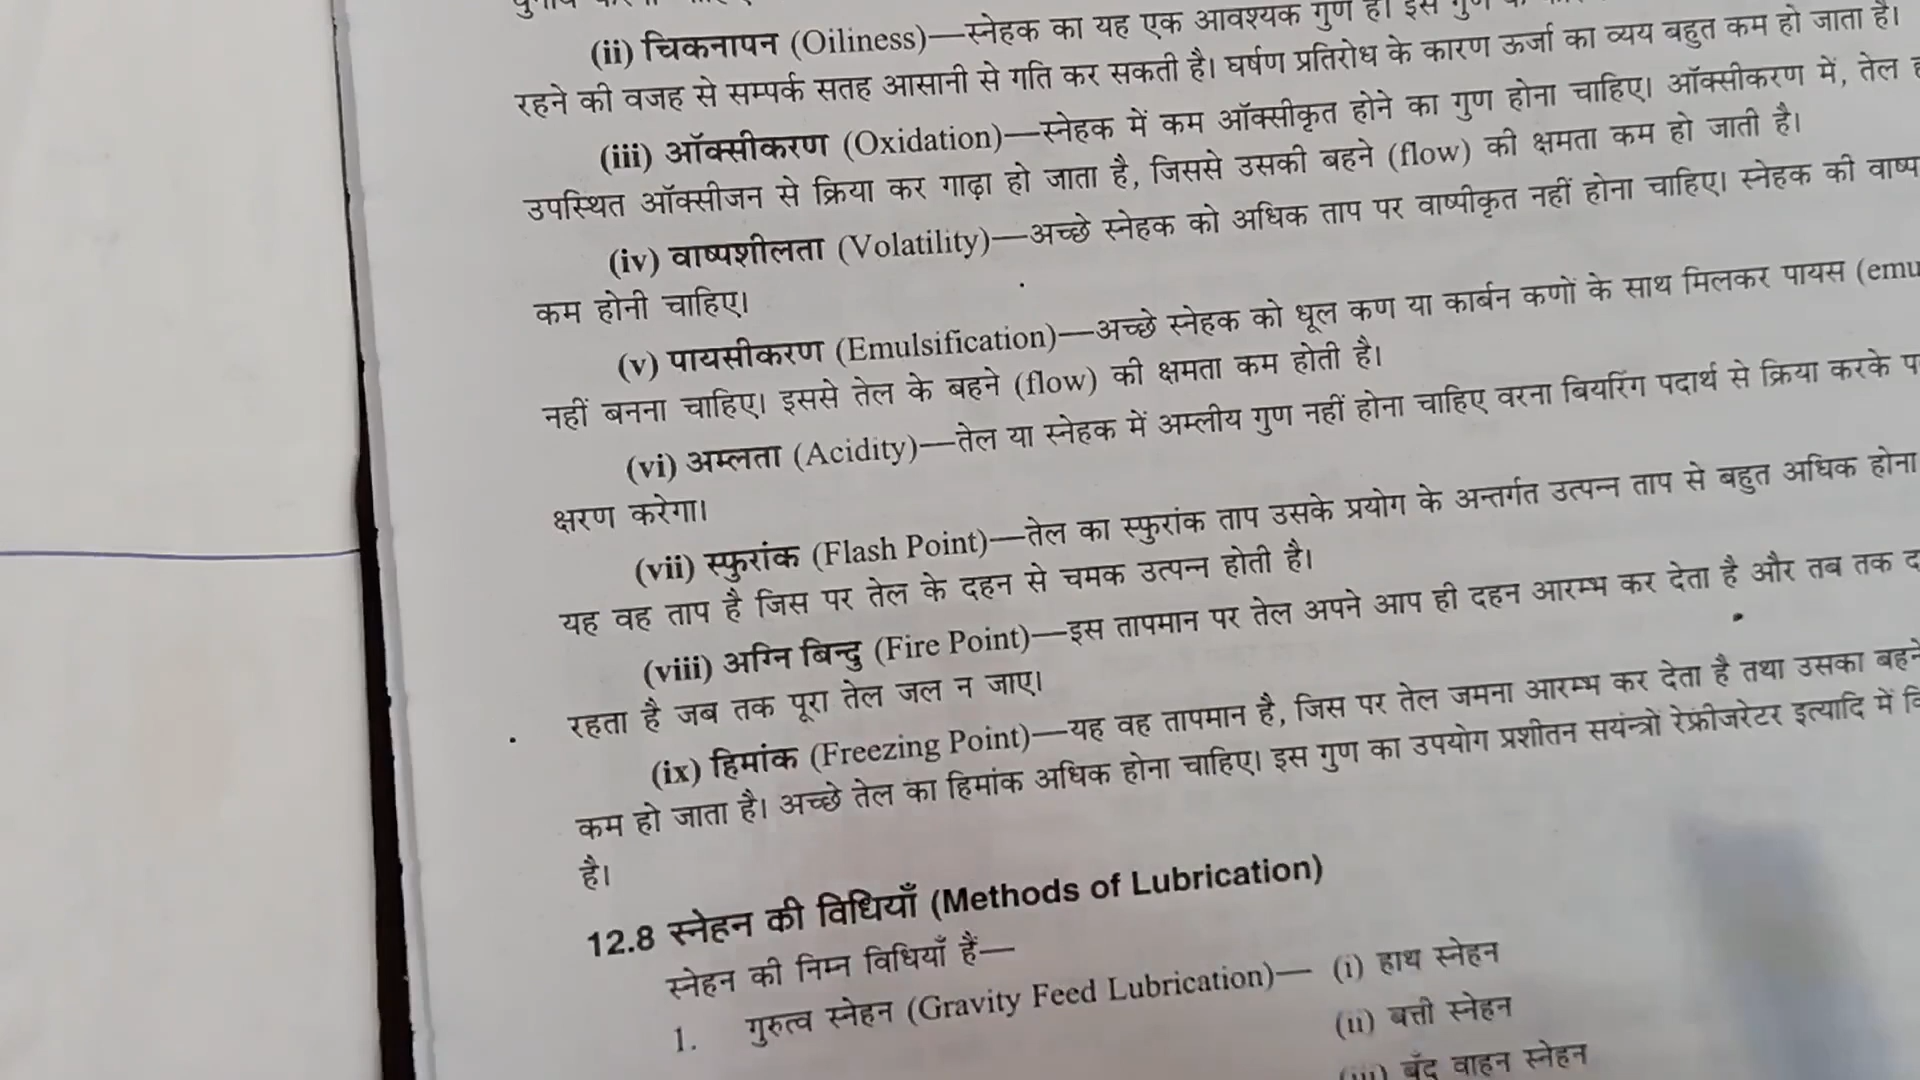 (ii) चिकनापन (Oiliness)—स्नेहक का यह एक आवश्यक गुण है। इस गुण के
रहने की वजह से सम्पर्क सतह आसानी से गति कर सकती है। घर्षण प्रतिरोध के कारण ऊर्जा का व्यय बहुत कम हो जाता है।
(iii) ऑक्सीकरण (Oxidation)—स्नेहक में कम ऑक्सीकृत होने का गुण होना चाहिए। ऑक्सीकरण में, तेल
उपस्थित ऑक्सीजन से क्रिया कर गाढ़ा हो जाता है, जिससे उसकी बहने (flow) की क्षमता कम हो जाती है।
(iv) वाष्पशीलता (Volatility)—अच्छे स्नेहक को अधिक ताप पर वाष्पीकृत नहीं होना चाहिए। स्नेहक की
कम होनी चाहिए।
(v) पायसीकरण (Emulsification)—अच्छे स्नेहक को धूल कण या कार्बन कणों के साथ मिलकर पायस (emu
नहीं बनना चाहिए। इससे तेल के बहने (flow) की क्षमता कम होती है।
(vi) अम्लता (Acidity)—तेल या स्नेहक में अम्लीय गुण नहीं होना चाहिए वरना बियरिंग पदार्थ से क्रिया करके
क्षरण करेगा।
(vii) स्फुरांक (Flash Point)—तेल का स्फुरांक ताप उसके प्रयोग के अन्तर्गत उत्पन्न ताप से बहुत अधिक होना
यह वह ताप है जिस पर तेल के दहन से चमक उत्पन्न होती है।
(viii) अग्नि बिन्दु (Fire Point)—इस तापमान पर तेल अपने आप ही दहन आरम्भ कर देता है और तब तक
रहता है जब तक पूरा तेल जल न जाए।
(ix) हिमांक (Freezing Point)—यह वह तापमान है, जिस पर तेल जमना आरम्भ कर देता है तथा उसका बहने
कम हो जाता है। अच्छे तेल का हिमांक अधिक होना चाहिए। इस गुण का उपयोग प्रशीतन सयंन्त्रों रेफ्रीजरेटर इत्यादि में
है।
12.8 स्नेहन की विधियाँ (Methods of Lubrication)
स्नेहन की निम्न विधियाँ हैं—
1. गुरुत्व स्नेहन (Gravity Feed Lubrication)— (i) हाथ स्नेहन
(ii) बत्ती स्नेहन
(iii) बूँद वाहन स्नेहन